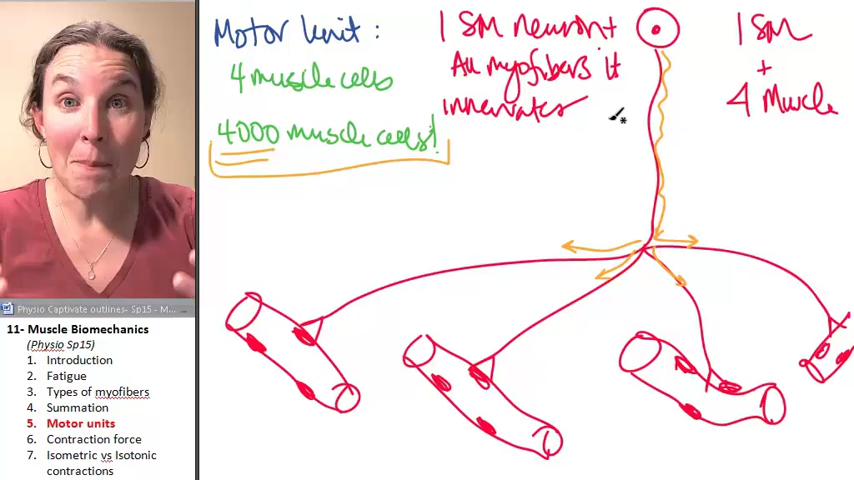 Motor Unit:
4 muscle cells
4000 muscle cells!
1 SM neuron +
All myofibers it
innervates
1 SM
+
4 Muscle
Physio Captivate outlines- Sp15 - M...
11- Muscle Biomechanics
(Physio Sp15)
1. Introduction
2. Fatigue
3. Types of myofibers
4. Summation
5. Motor units
6. Contraction force
7. Isometric vs Isotonic
contractions